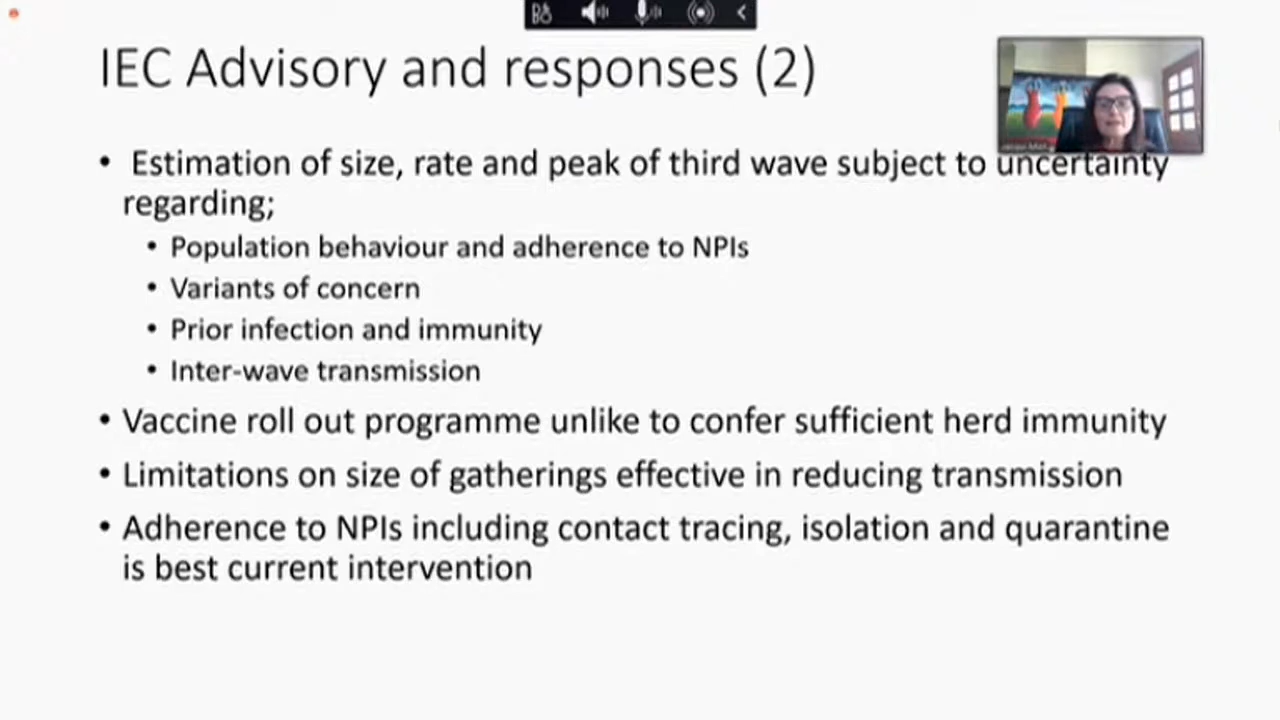 IEC Advisory and responses (2)
• Estimation of size, rate and peak of third wave subject to uncertainty
regarding;
• Population behaviour and adherence to NPIs
• Variants of concern
• Prior infection and immunity
• Inter-wave transmission
• Vaccine roll out programme unlike to confer sufficient herd immunity
• Limitations on size of gatherings effective in reducing transmission
• Adherence to NPIs including contact tracing, isolation and quarantine
is best current intervention